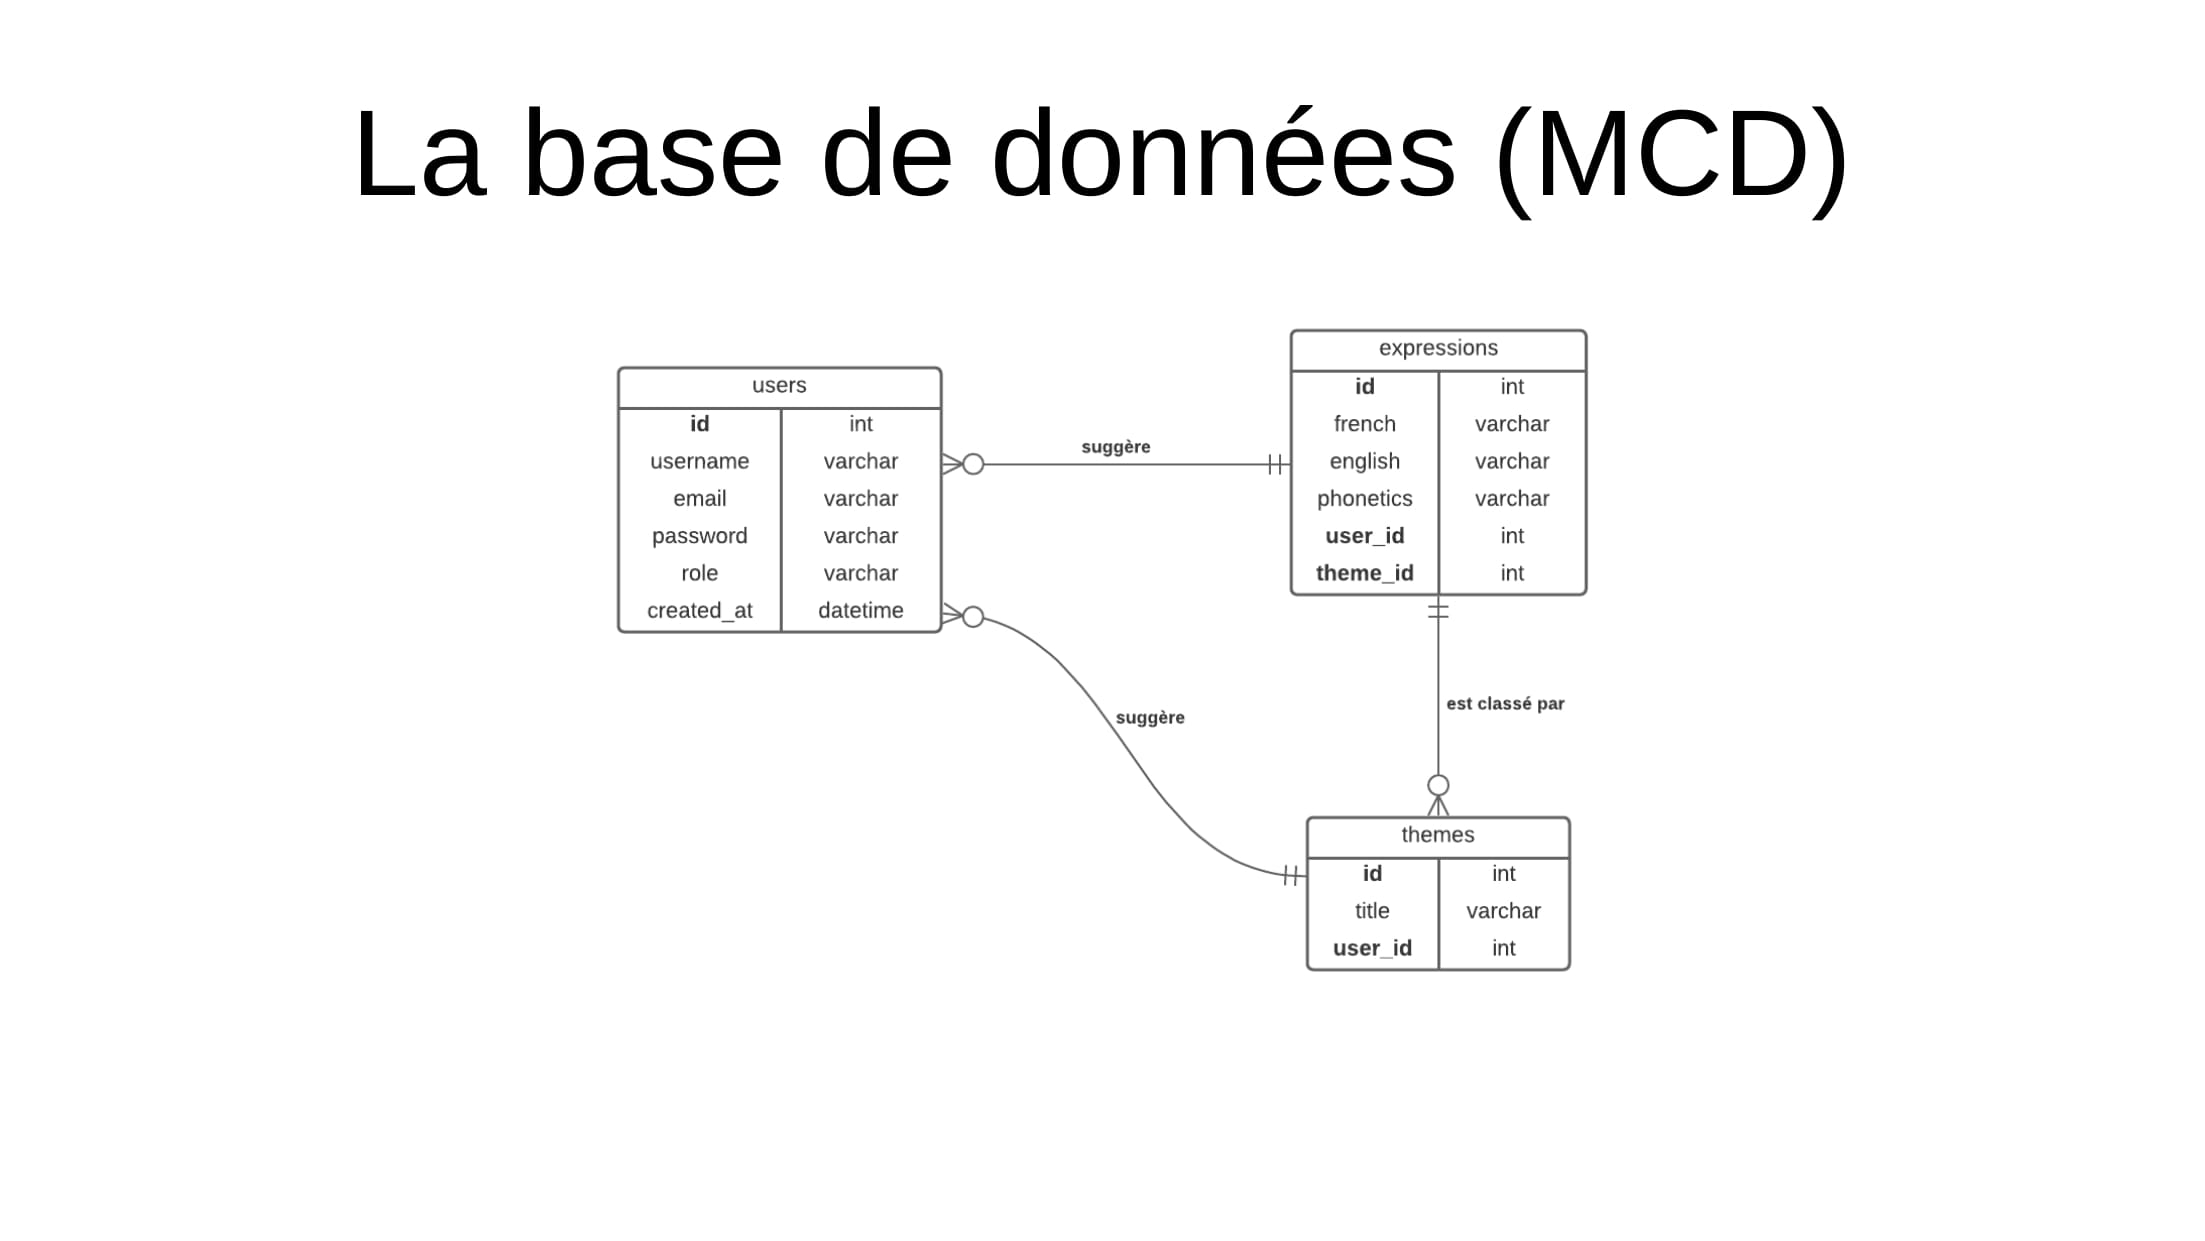 La base de données (MCD)
users
id int
username varchar
email varchar
password varchar
role varchar
created_at datetime
suggère
expressions
id int
french varchar
english varchar
phonetics varchar
user_id int
theme_id int
suggère
est classé par
themes
id int
title varchar
user_id int